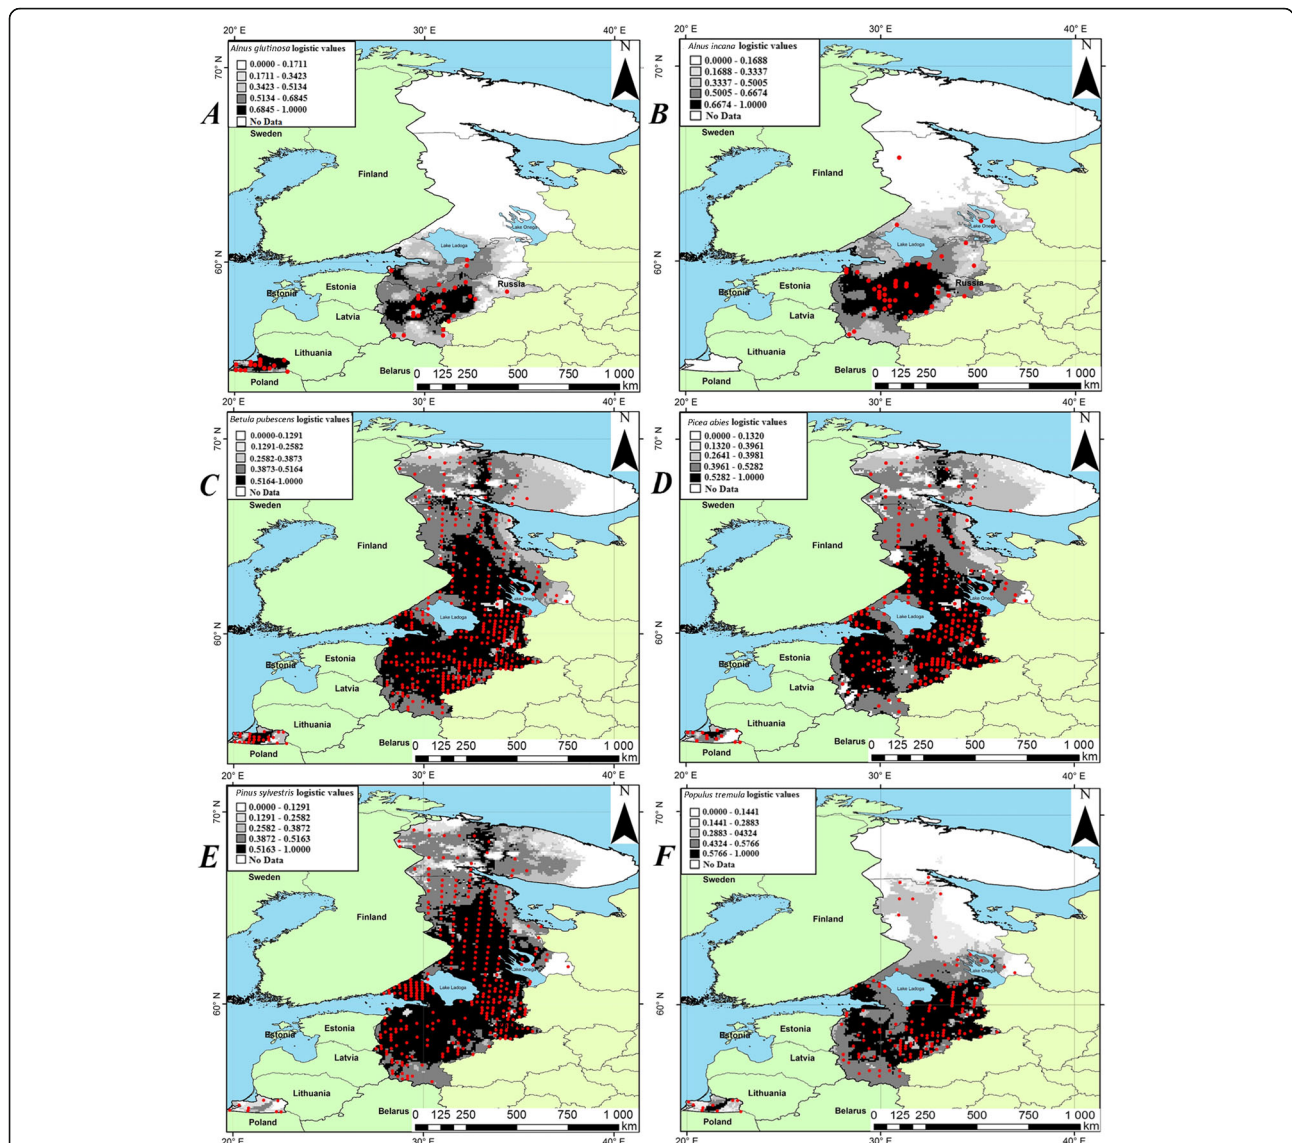 20° E
30° E
40° E
70° N
60° N
Alnus glutinosa logistic values
0.0000 - 0.1711
0.1711 - 0.3423
0.3423 - 0.5134
0.5134 - 0.6845
0.6845 - 1.0000
No Data
A
N
Sweden
Finland
Lake Onega
Lake Ladoga
Russia
Estonia
Estonia
Latvia
Lithuania
Belarus
Poland
0 125 250 500 750 1 000
km
20° E
30° E
40° E
70° N
60° N
Alnus incana logistic values
0.0000 - 0.1688
0.1688 - 0.3337
0.3337 - 0.5005
0.5005 - 0.6674
0.6674 - 1.0000
No Data
B
N
Sweden
Finland
Lake Onega
Lake Ladoga
Russia
Estonia
Estonia
Latvia
Lithuania
Belarus
Poland
0 125 250 500 750 1 000
km
20° E
30° E
40° E
70° N
60° N
Betula pubescens logistic values
0.0000-0.1291
0.1291-0.2582
0.2582-0.3873
0.3873-0.5164
0.5164-1.0000
No Data
C
N
Sweden
Finland
Lake Onega
Lake Ladoga
Estonia
Estonia
Latvia
Lithuania
Belarus
Poland
0 125 250 500 750 1 000
km
20° E
30° E
40° E
70° N
60° N
Picea abies logistic values
0.0000 - 0.1320
0.1320 - 0.3961
0.2641 - 0.3981
0.3961 - 0.5282
0.5282 - 1.0000
No Data
D
N
Sweden
Finland
Lake Onega
Lake Ladoga
Estonia
Estonia
Latvia
Lithuania
Belarus
Poland
0 125 250 500 750 1 000
km
20° E
30° E
40° E
70° N
60° N
Pinus sylvestris logistic values
0.0000 - 0.1291
0.1291 - 0.2582
0.2582 - 0.3872
0.3872 - 0.5163
0.5163 - 1.0000
No Data
E
N
Sweden
Finland
Lake Onega
Lake Ladoga
Estonia
Estonia
Latvia
Lithuania
Belarus
Poland
0 125 250 500 750 1 000
km
20° E
30° E
40° E
70° N
60° N
Populus tremula logistic values
0.0000 - 0.1441
0.1441 - 0.2883
0.2883 - 04324
0.4324 - 0.5766
0.5766 - 1.0000
No Data
F
N
Sweden
Finland
Lake Onega
Lake Ladoga
Estonia
Estonia
Latvia
Lithuania
Belarus
Poland
0 125 250 500 750 1 000
km